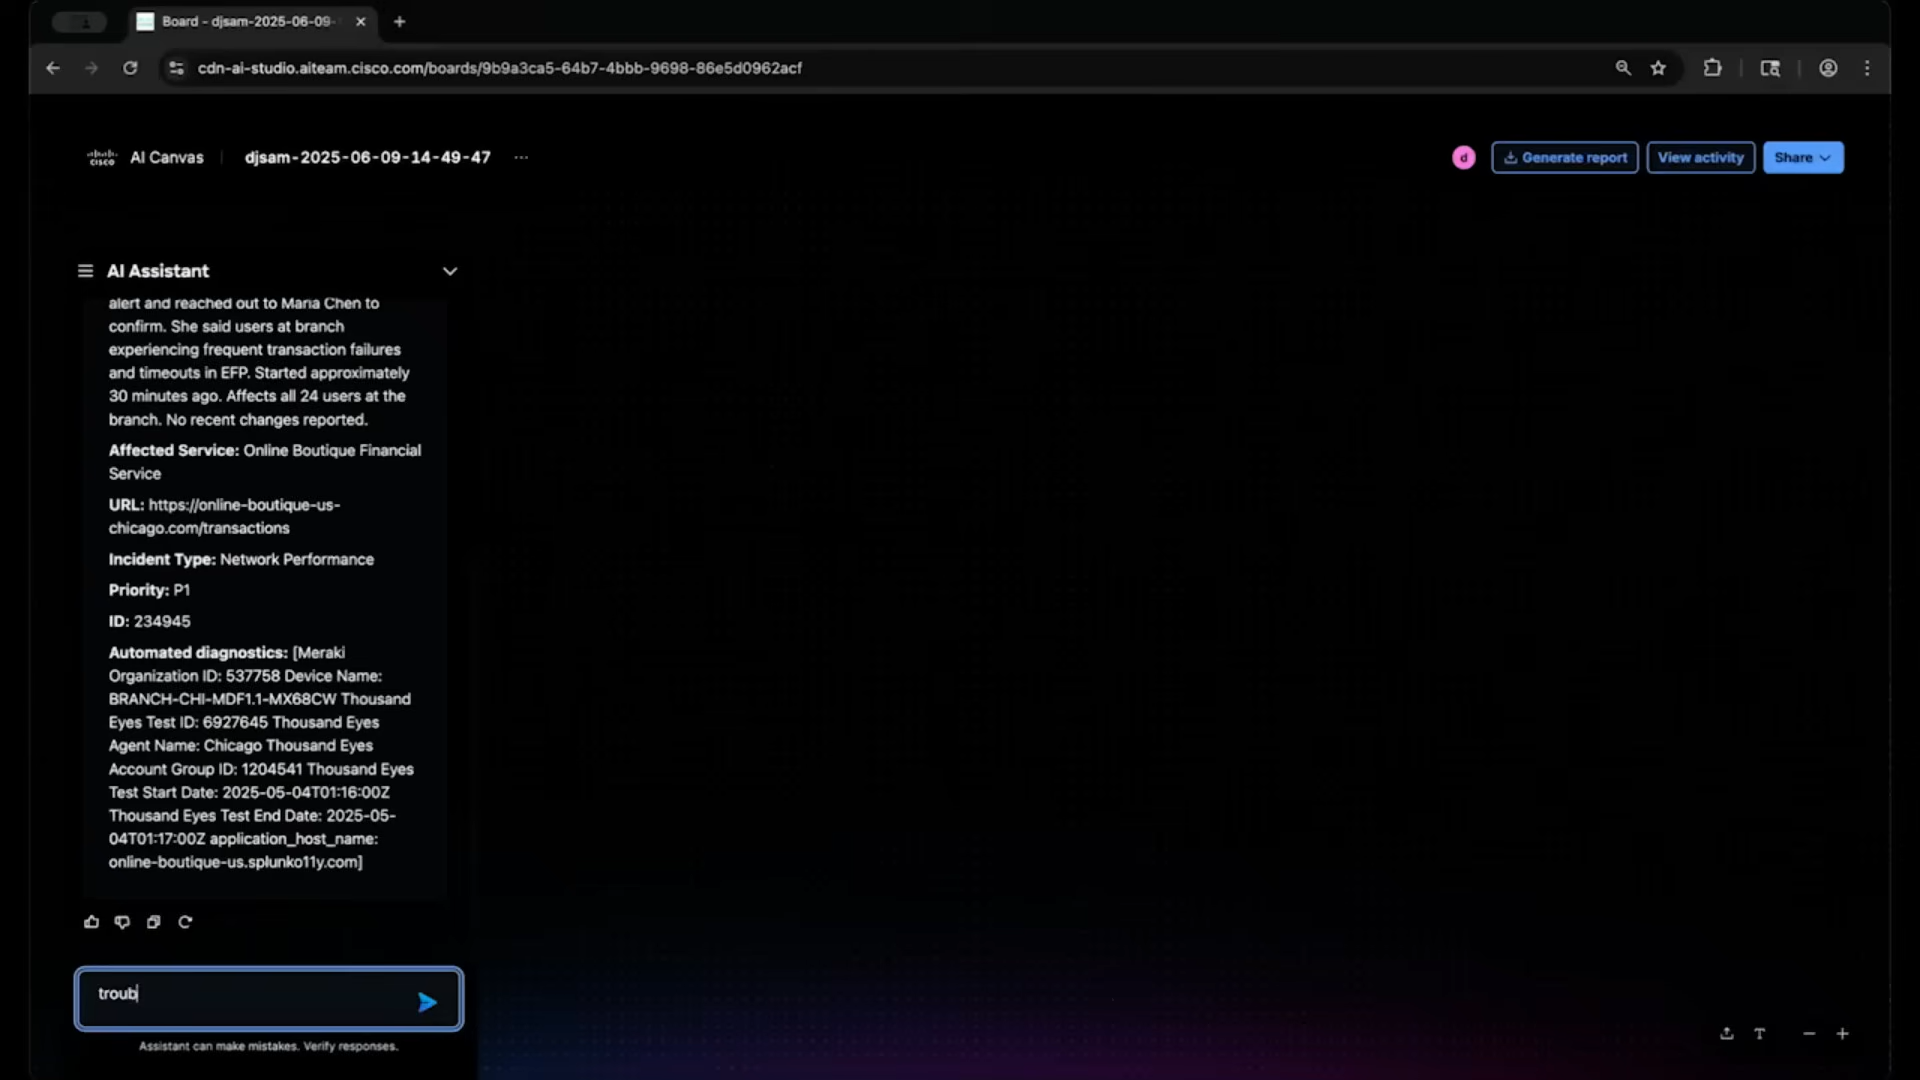 Board - djsam-2025-06-09-
cdn-ai-studio.aiteam.cisco.com/boards/9b9a3ca5-64b7-4bbb-9698-86e5d0962acf
cisco AI Canvas djsam-2025-06-09-14-49-47 ...
d Generate report View activity Share
AI Assistant
alert and reached out to Maria Chen to
confirm. She said users at branch
experiencing frequent transaction failures
and timeouts in EFP. Started approximately
30 minutes ago. Affects all 24 users at the
branch. No recent changes reported.
Affected Service: Online Boutique Financial
Service
URL: https://online-boutique-us-
chicago.com/transactions
Incident Type: Network Performance
Priority: P1
ID: 234945
Automated diagnostics: [Meraki
Organization ID: 537758 Device Name:
BRANCH-CHI-MDF1.1-MX68CW Thousand
Eyes Test ID: 6927645 Thousand Eyes
Agent Name: Chicago Thousand Eyes
Account Group ID: 1204541 Thousand Eyes
Test Start Date: 2025-05-04T01:16:00Z
Thousand Eyes Test End Date: 2025-05-
04T01:17:00Z application_host_name:
online-boutique-us.splunko11y.com]
troub
Assistant can make mistakes. Verify responses.
T